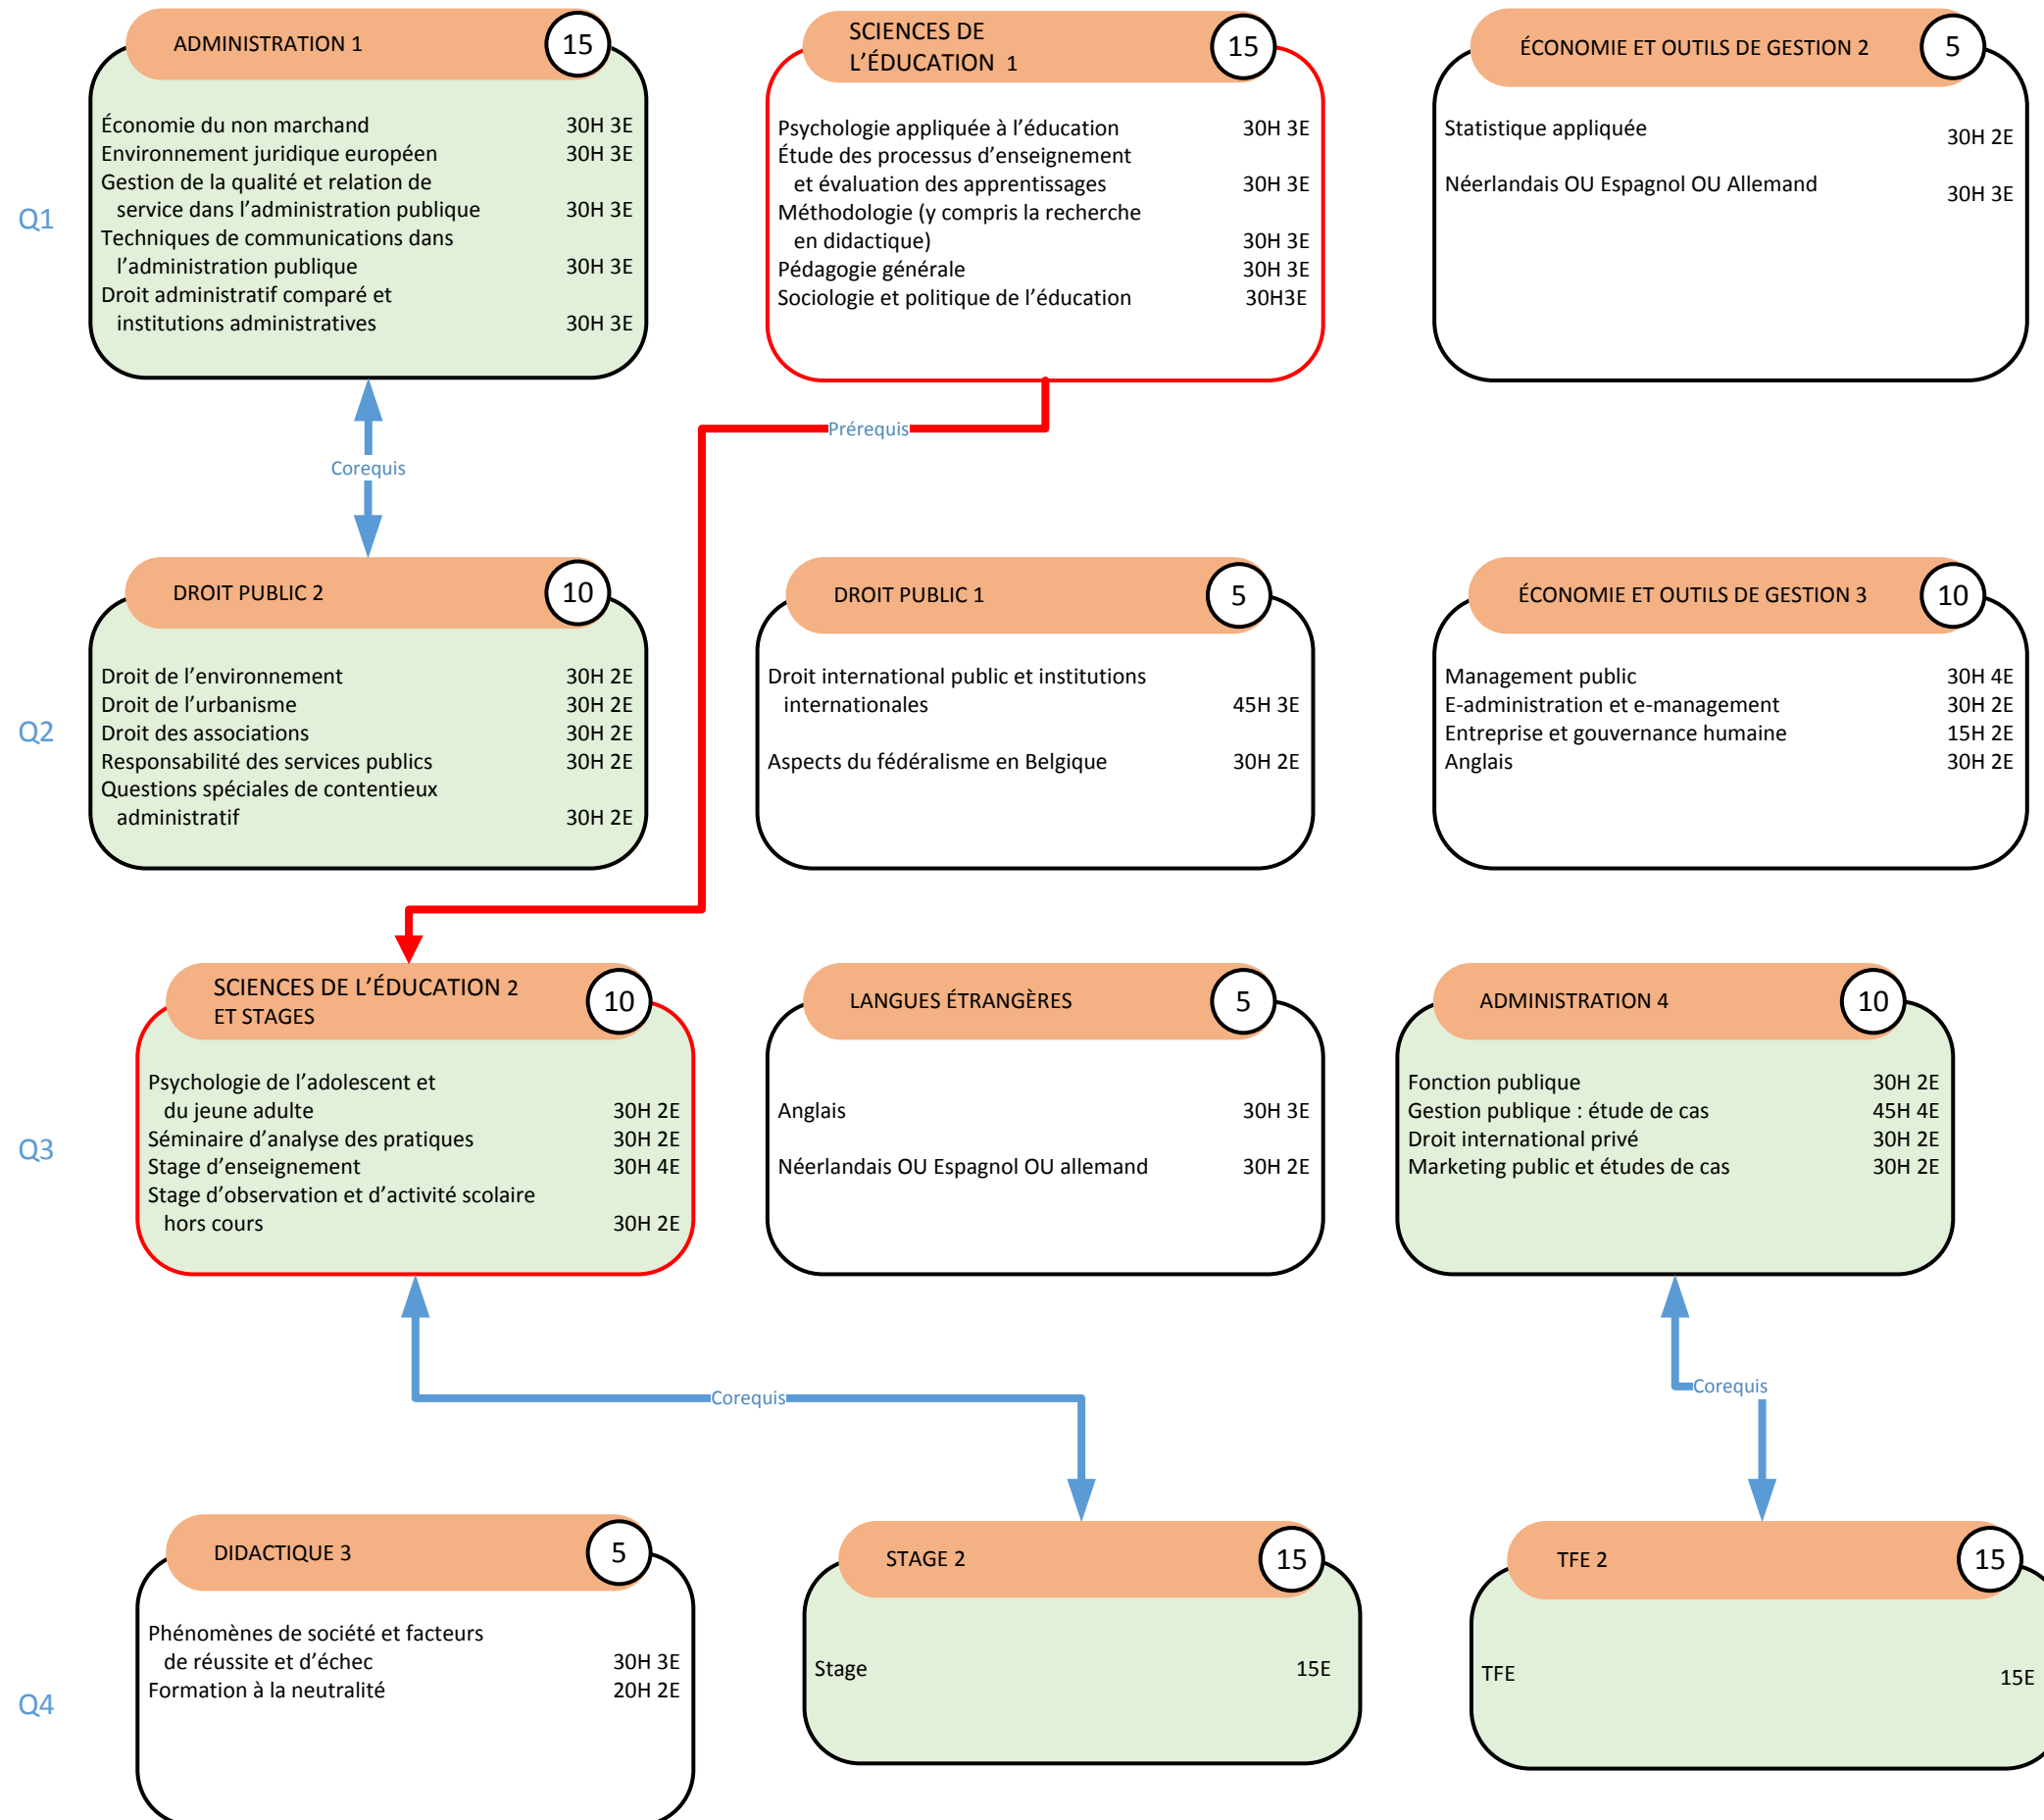 ADMINISTRATION 1
15
Économie du non marchand 30H 3E
Environnement juridique européen 30H 3E
Gestion de la qualité et relation de
service dans l’administration publique 30H 3E
Techniques de communications dans
l’administration publique 30H 3E
Droit administratif comparé et
institutions administratives 30H 3E
SCIENCES DE
L’ÉDUCATION 1
15
Psychologie appliquée à l’éducation 30H 3E
Étude des processus d’enseignement
et évaluation des apprentissages 30H 3E
Méthodologie (y compris la recherche
en didactique) 30H 3E
Pédagogie générale 30H 3E
Sociologie et politique de l’éducation 30H3E
ÉCONOMIE ET OUTILS DE GESTION 2
5
Statistique appliquée 30H 2E
Néerlandais OU Espagnol OU Allemand 30H 3E
Q1
Prérequis
Corequis
DROIT PUBLIC 2
10
Droit de l’environnement 30H 2E
Droit de l’urbanisme 30H 2E
Droit des associations 30H 2E
Responsabilité des services publics 30H 2E
Questions spéciales de contentieux
administratif 30H 2E
DROIT PUBLIC 1
5
Droit international public et institutions
internationales 45H 3E
Aspects du fédéralisme en Belgique 30H 2E
ÉCONOMIE ET OUTILS DE GESTION 3
10
Management public 30H 4E
E-administration et e-management 30H 2E
Entreprise et gouvernance humaine 15H 2E
Anglais 30H 2E
Q2
SCIENCES DE L’ÉDUCATION 2
ET STAGES
10
Psychologie de l’adolescent et
du jeune adulte 30H 2E
Séminaire d’analyse des pratiques 30H 2E
Stage d’enseignement 30H 4E
Stage d’observation et d’activité scolaire
hors cours 30H 2E
LANGUES ÉTRANGÈRES
5
Anglais 30H 3E
Néerlandais OU Espagnol OU allemand 30H 2E
ADMINISTRATION 4
10
Fonction publique 30H 2E
Gestion publique : étude de cas 45H 4E
Droit international privé 30H 2E
Marketing public et études de cas 30H 2E
Q3
Corequis
Corequis
DIDACTIQUE 3
5
Phénomènes de société et facteurs
de réussite et d’échec 30H 3E
Formation à la neutralité 20H 2E
STAGE 2
15
Stage 15E
TFE 2
15
TFE 15E
Q4